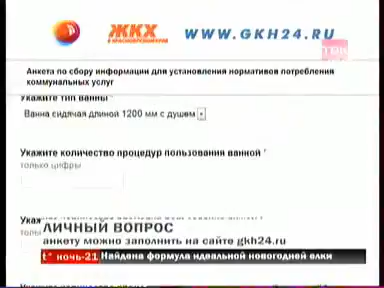 ЖКХ
В КРАСНОЯРСКОМ КРАЕ
WWW.GKH24.RU
Анкета по сбору информации для установления нормативов потребления
коммунальных услуг
Укажите тип ванны *
Ванна сидячая длиной 1200 мм с душем
Укажите количество процедур пользования ванной *
только цифры
ЛИЧНЫЙ ВОПРОС
анкету можно заполнить на сайте gkh24.ru
t° ночь-21 Найдена формула идеальной новогодней елки